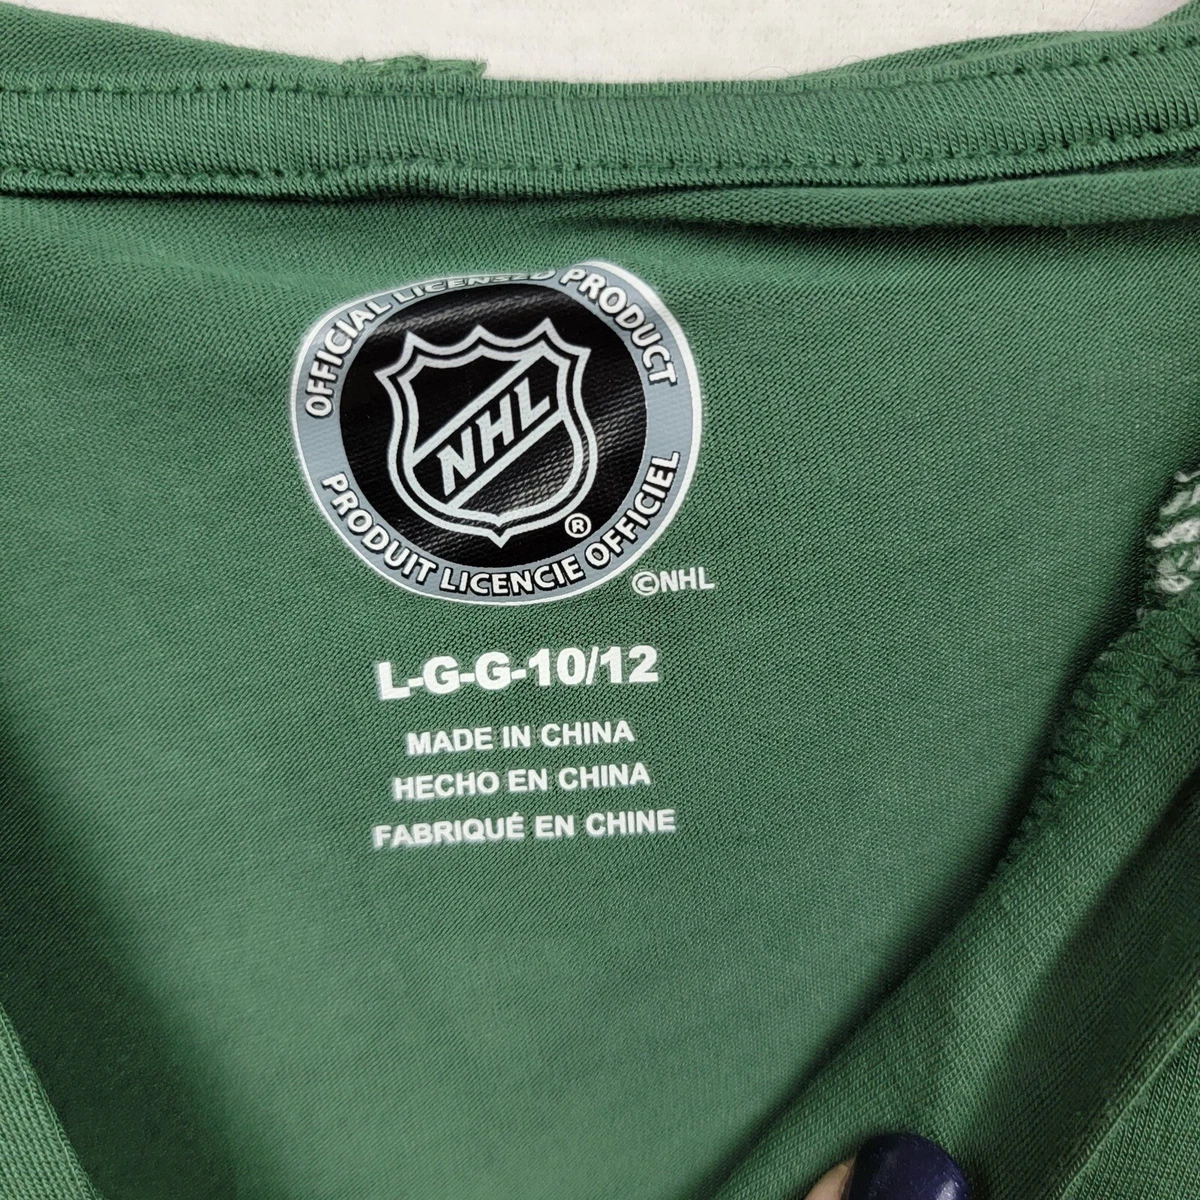 OFFICIAL LICENSED PRODUCT
NHL
®
PRODUIT LICENCIE OFFICIEL
©NHL
L-G-G-10/12
MADE IN CHINA
HECHO EN CHINA
FABRIQUÉ EN CHINE